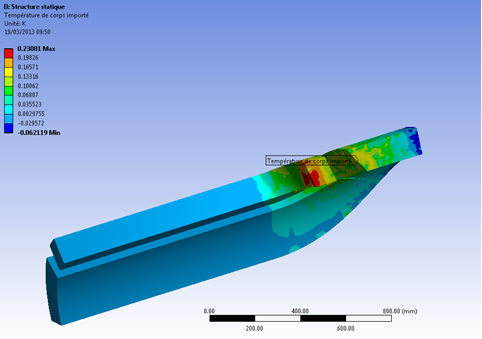 B: Structure statique
Température de corps importé
Unité: K
19/03/2013 09:50
0.23081 Max
0.19826
0.16571
0.13316
0.10062
0.06807
0.035523
0.0029755
-0.029572
-0.062119 Min
Température de corps importé
0.00
400.00
800.00 (mm)
200.00
600.00